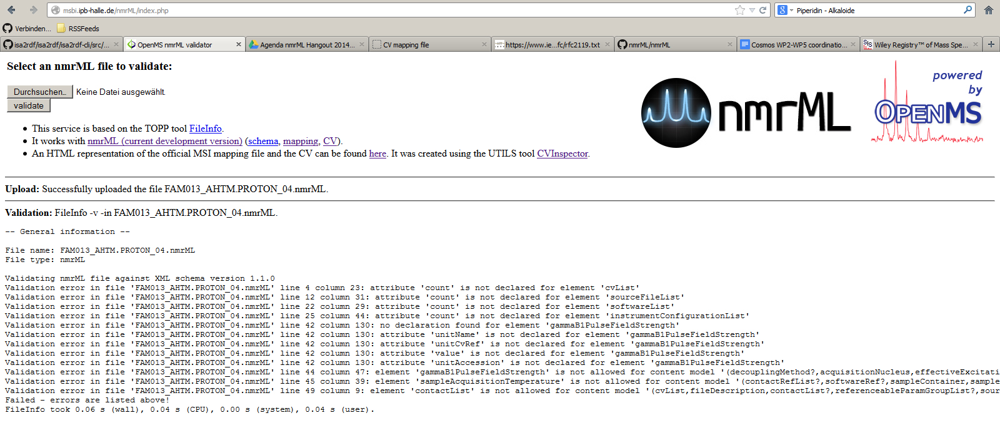 msbi.ipb-halle.de/nmrML/index.php
Piperidin - Alkaloide
Verbinden...
RSSFeeds
isa2rdf/isa2rdf/isa2rdf-cli/src/...
OpenMS nmrML validator
Agenda nmrML Hangout 2014...
CV mapping file
https://www.ie...fc/rfc2119.txt
nmrML/nmrML
Cosmos WP2-WP5 coordinatio...
Wiley Registry™ of Mass Spe...
Select an nmrML file to validate:
Durchsuchen... Keine Datei ausgewählt.
validate
nmrML
powered
by
OPENMS
This service is based on the TOPP tool FileInfo.
It works with nmrML (current development version) (schema, mapping, CV).
An HTML representation of the official MSI mapping file and the CV can be found here. It was created using the UTILS tool CVInspector.
Upload: Successfully uploaded the file FAM013_AHTM.PROTON_04.nmrML.
Validation: FileInfo -v -in FAM013_AHTM.PROTON_04.nmrML.
-- General information --
File name: FAM013_AHTM.PROTON_04.nmrML
File type: nmrML
Validating nmrML file against XML schema version 1.1.0
Validation error in file 'FAM013_AHTM.PROTON_04.nmrML' line 4 column 23: attribute 'count' is not declared for element 'cvList'
Validation error in file 'FAM013_AHTM.PROTON_04.nmrML' line 12 column 31: attribute 'count' is not declared for element 'sourceFileList'
Validation error in file 'FAM013_AHTM.PROTON_04.nmrML' line 22 column 29: attribute 'count' is not declared for element 'softwareList'
Validation error in file 'FAM013_AHTM.PROTON_04.nmrML' line 25 column 44: attribute 'count' is not declared for element 'instrumentConfigurationList'
Validation error in file 'FAM013_AHTM.PROTON_04.nmrML' line 42 column 130: no declaration found for element 'gammaB1PulseFieldStrength'
Validation error in file 'FAM013_AHTM.PROTON_04.nmrML' line 42 column 130: attribute 'unitName' is not declared for element 'gammaB1PulseFieldStrength'
Validation error in file 'FAM013_AHTM.PROTON_04.nmrML' line 42 column 130: attribute 'unitCvRef' is not declared for element 'gammaB1PulseFieldStrength'
Validation error in file 'FAM013_AHTM.PROTON_04.nmrML' line 42 column 130: attribute 'value' is not declared for element 'gammaB1PulseFieldStrength'
Validation error in file 'FAM013_AHTM.PROTON_04.nmrML' line 42 column 130: attribute 'unitAccession' is not declared for element 'gammaB1PulseFieldStrength'
Validation error in file 'FAM013_AHTM.PROTON_04.nmrML' line 44 column 47: element 'gammaB1PulseFieldStrength' is not allowed for content model '(decouplingMethod?,acquisitionNucleus,effectiveExcitati
Validation error in file 'FAM013_AHTM.PROTON_04.nmrML' line 45 column 39: element 'sampleAcquisitionTemperature' is not allowed for content model '(contactRefList?,softwareRef?,sampleContainer,sample
Validation error in file 'FAM013_AHTM.PROTON_04.nmrML' line 49 column 9: element 'contactList' is not allowed for content model '(cvList,fileDescription,contactList?,referenceableParamGroupList?,sour
Failed - errors are listed above!
FileInfo took 0.06 s (wall), 0.04 s (CPU), 0.00 s (system), 0.04 s (user).